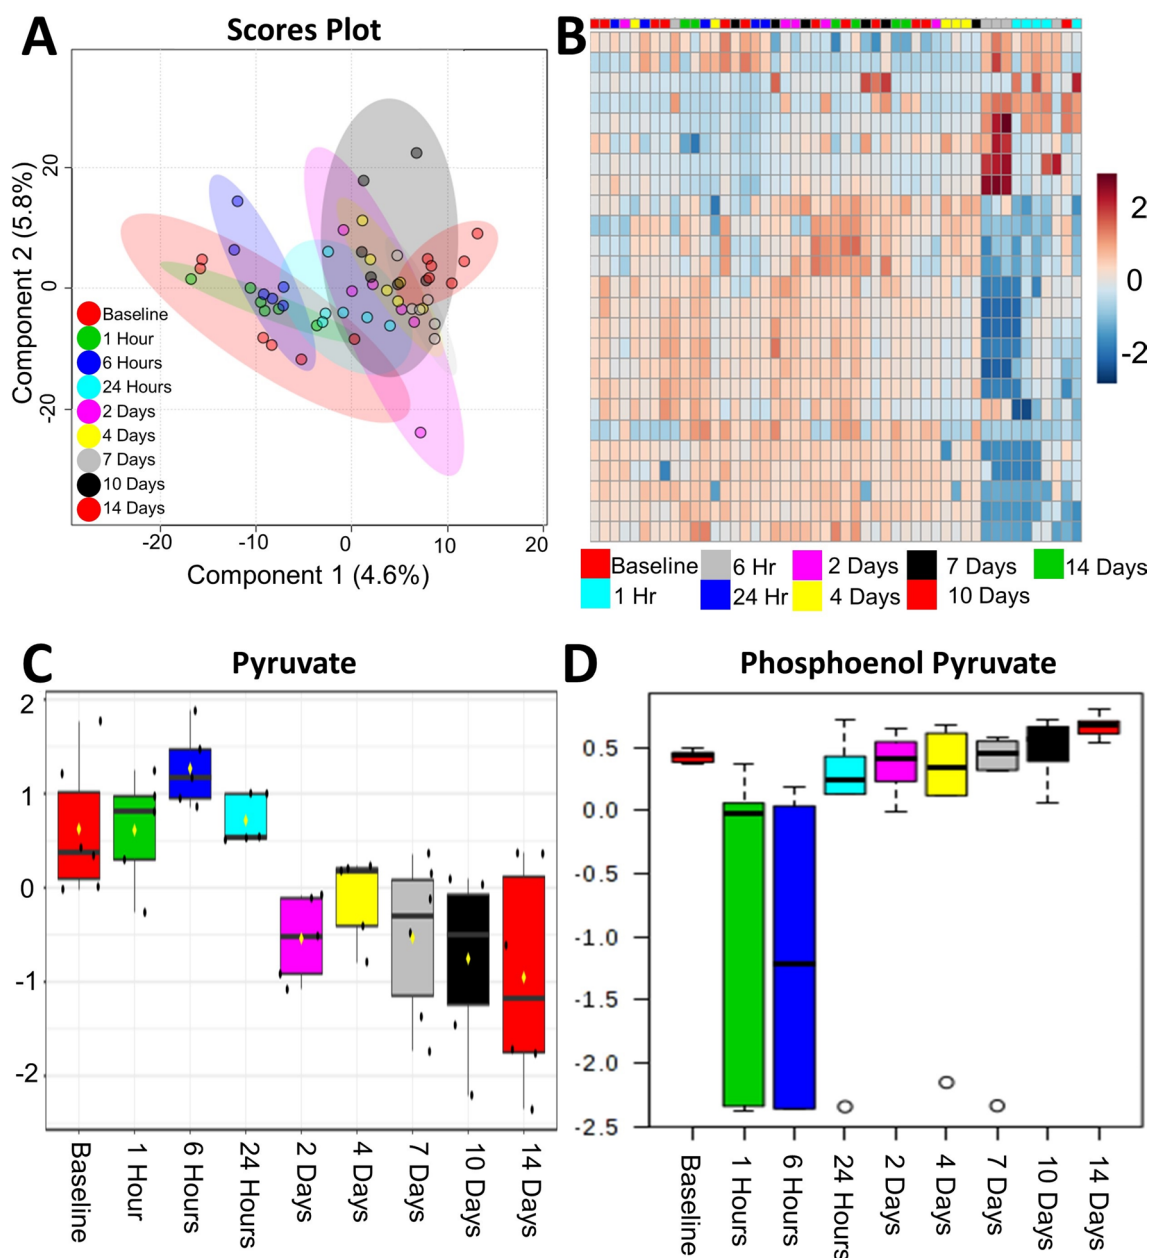 A
Scores Plot
Component 2 (5.8%)
20
0
-20
Baseline
1 Hour
6 Hours
24 Hours
2 Days
4 Days
7 Days
10 Days
14 Days
-20 -10 0 10 20
Component 1 (4.6%)
B
2
0
-2
Baseline 6 Hr 2 Days 7 Days 14 Days
1 Hr 24 Hr 4 Days 10 Days
C
Pyruvate
2
1
0
-1
-2
Baseline
1 Hour
6 Hours
24 Hours
2 Days
4 Days
7 Days
10 Days
14 Days
D
Phosphoenol Pyruvate
0.5
0.0
-0.5
-1.0
-1.5
-2.0
-2.5
Baseline
1 Hours
6 Hours
24 Hours
2 Days
4 Days
7 Days
10 Days
14 Days